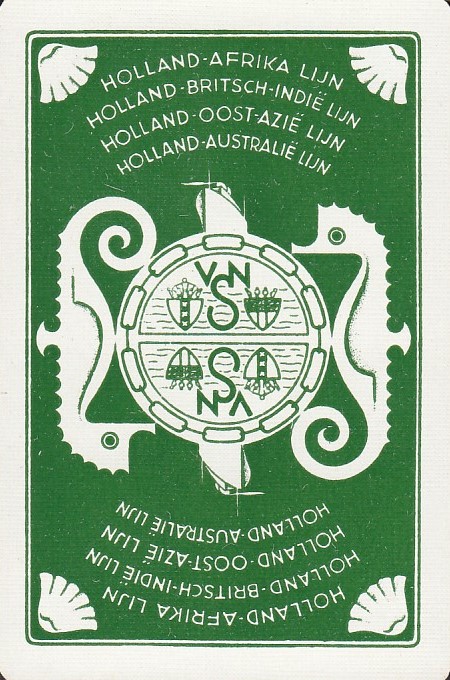 HOLLAND-AFRIKA LIJN
HOLLAND-BRITSCH-INDIË LIJN
HOLLAND-OOST-AZIË LIJN
HOLLAND-AUSTRALIË LIJN
VNS
VNS
HOLLAND-AUSTRALIË LIJN
HOLLAND-OOST-AZIË LIJN
HOLLAND-BRITSCH-INDIË LIJN
HOLLAND-AFRIKA LIJN